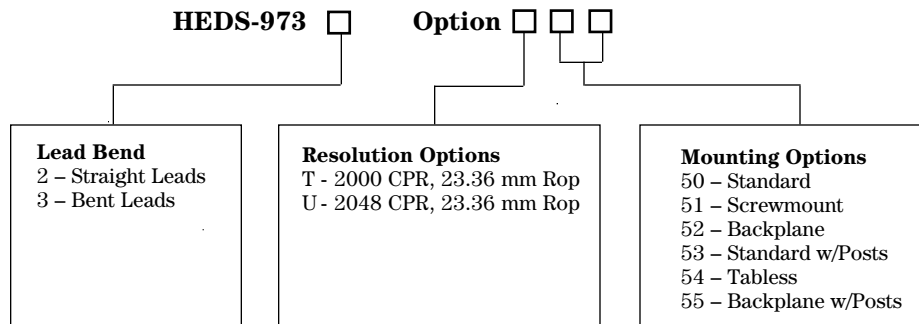 HEDS-973 □ Option □ □ □
Lead Bend
2 – Straight Leads
3 – Bent Leads
Resolution Options
T - 2000 CPR, 23.36 mm Rop
U - 2048 CPR, 23.36 mm Rop
Mounting Options
50 – Standard
51 – Screwmount
52 – Backplane
53 – Standard w/Posts
54 – Tabless
55 – Backplane w/Posts